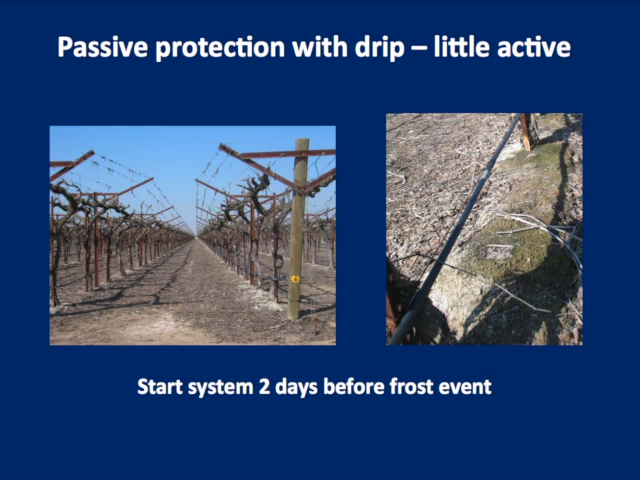 Passive protection with drip – little active
Start system 2 days before frost event